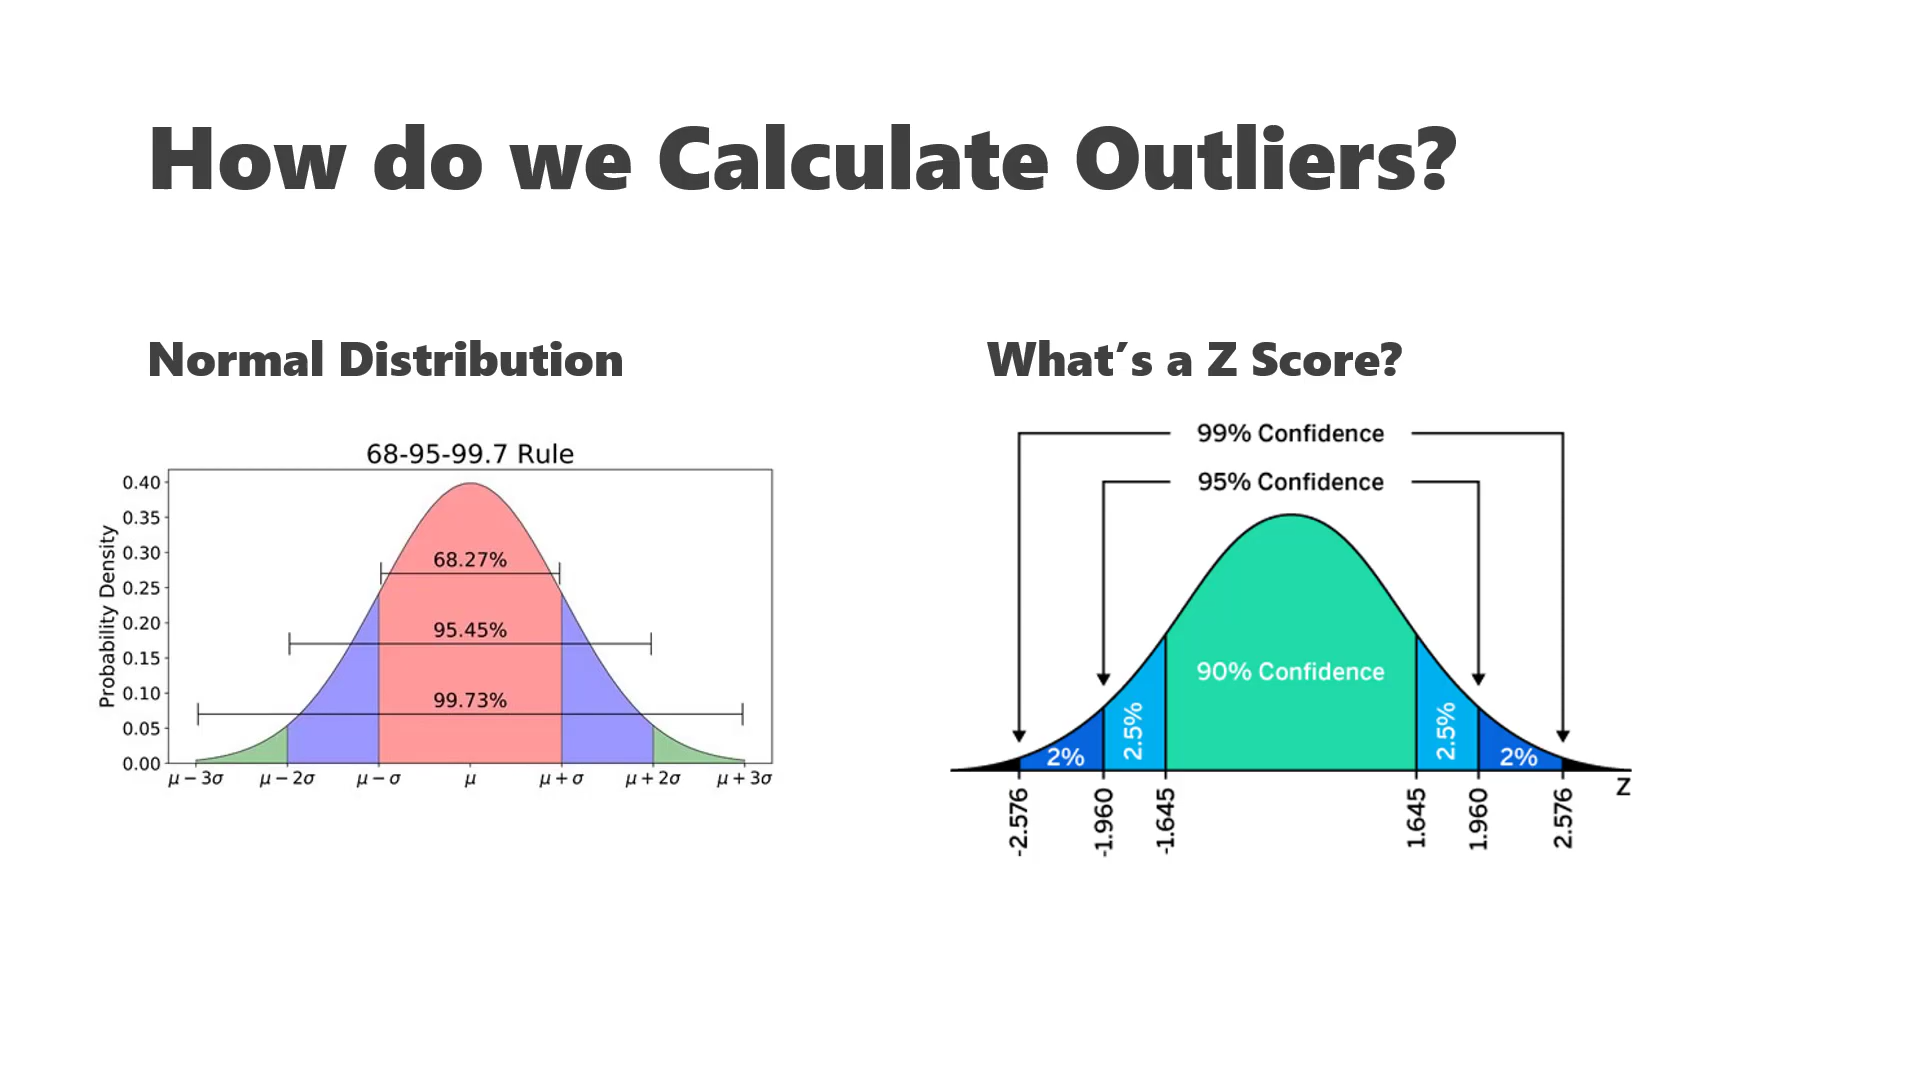 How do we Calculate Outliers?
Normal Distribution
68-95-99.7 Rule
Probability Density
0.40
0.35
0.30
0.25
0.20
0.15
0.10
0.05
0.00
68.27%
95.45%
99.73%
μ − 3σ
μ − 2σ
μ − σ
μ
μ + σ
μ + 2σ
μ + 3σ
What’s a Z Score?
99% Confidence
95% Confidence
90% Confidence
2%
2.5%
2.5%
2%
-2.576
-1.960
-1.645
1.645
1.960
2.576
Z